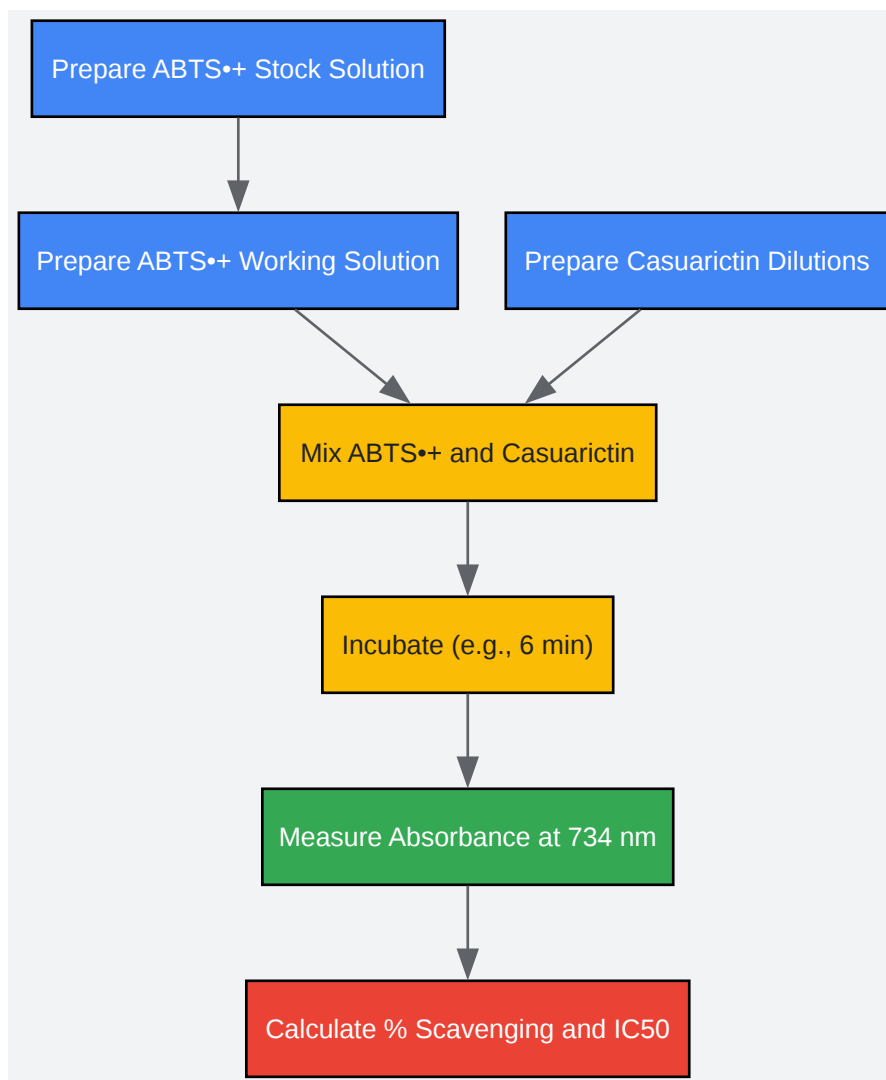 Prepare ABTS•+ Stock Solution
Prepare ABTS•+ Working Solution
Prepare Casuarictin Dilutions
Mix ABTS•+ and Casuarictin
Incubate (e.g., 6 min)
Measure Absorbance at 734 nm
Calculate % Scavenging and IC50